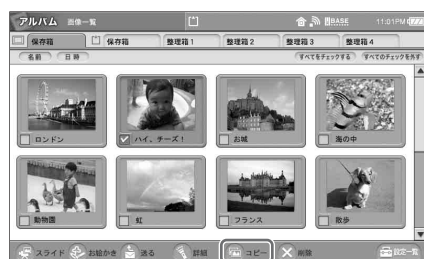 アルバム 画像一覧 BASE 11:01PM
保存箱 保存箱 整理箱1 整理箱2 整理箱3 整理箱4
名前 日時 すべてをチェックする すべてのチェックを外す
ロンドン ハイ、チーズ! お城 海の中
動物園 虹 フランス 散歩
スライド お絵かき 送る 詳細 コピー 削除 設定一覧